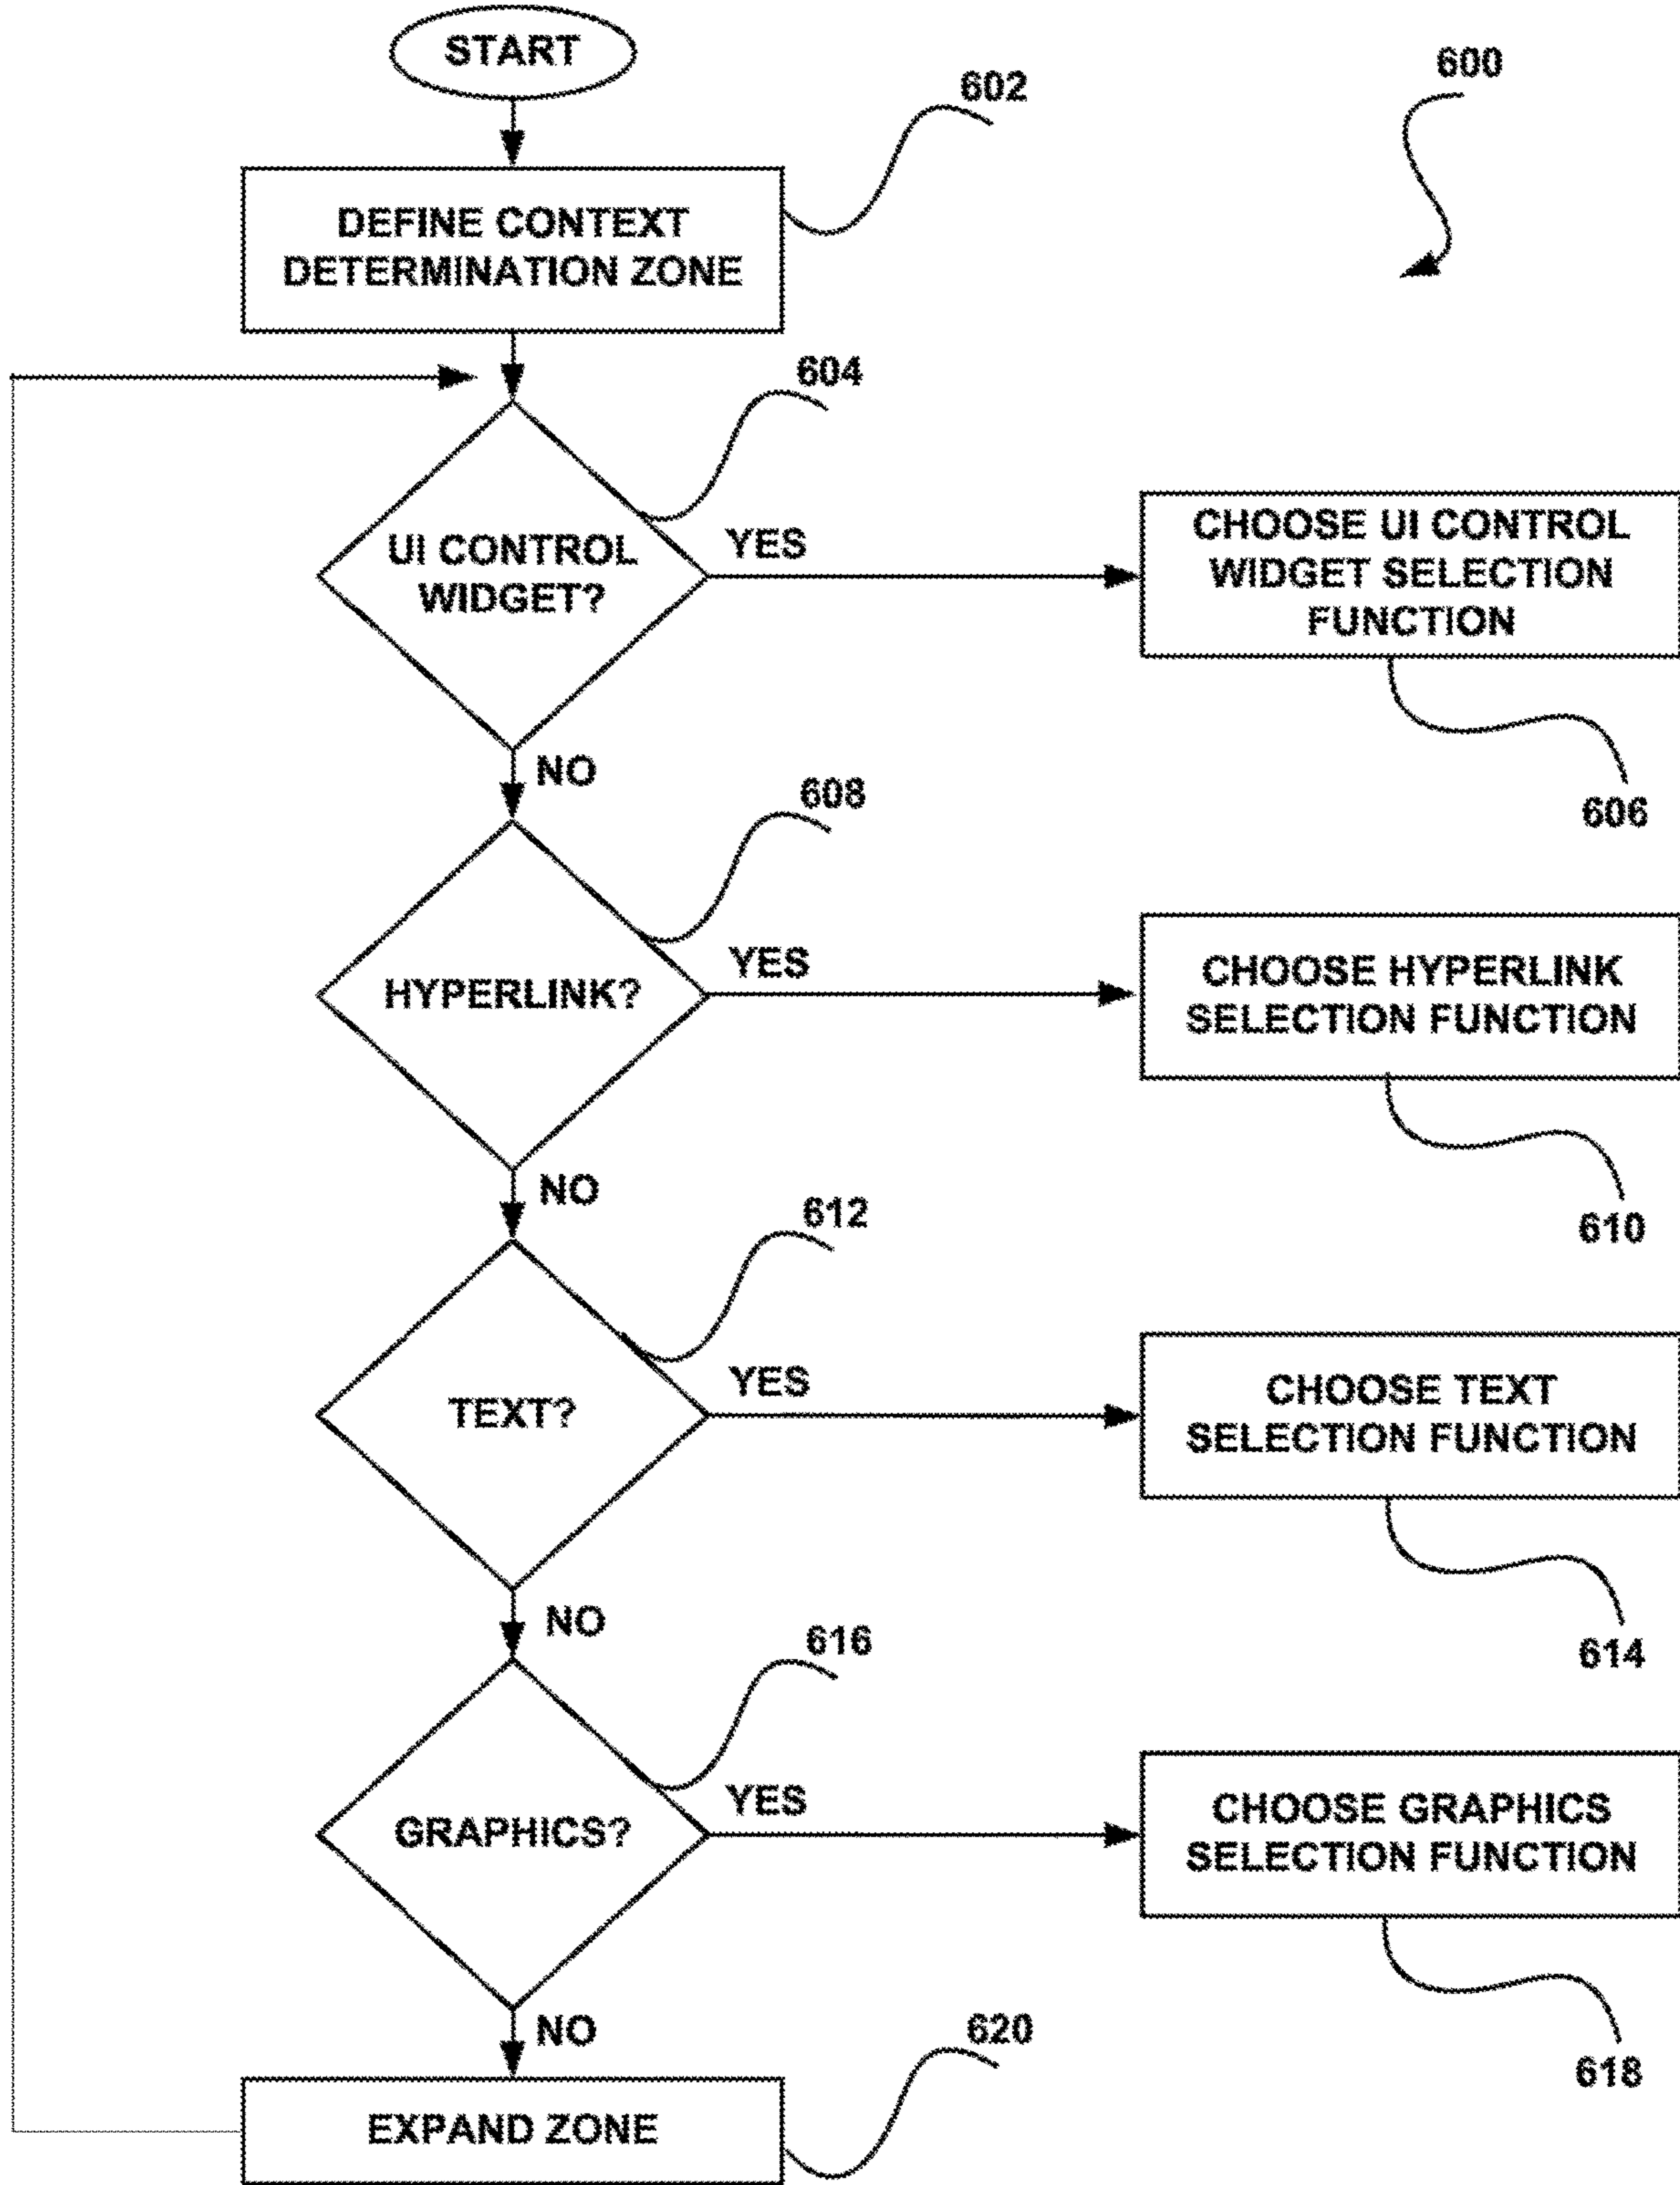 START
602
600
DEFINE CONTEXT
DETERMINATION ZONE
604
UI CONTROL
WIDGET?
YES
CHOOSE UI CONTROL
WIDGET SELECTION
FUNCTION
606
NO
608
HYPERLINK?
YES
CHOOSE HYPERLINK
SELECTION FUNCTION
610
NO
612
TEXT?
YES
CHOOSE TEXT
SELECTION FUNCTION
614
NO
616
GRAPHICS?
YES
CHOOSE GRAPHICS
SELECTION FUNCTION
618
NO
620
EXPAND ZONE